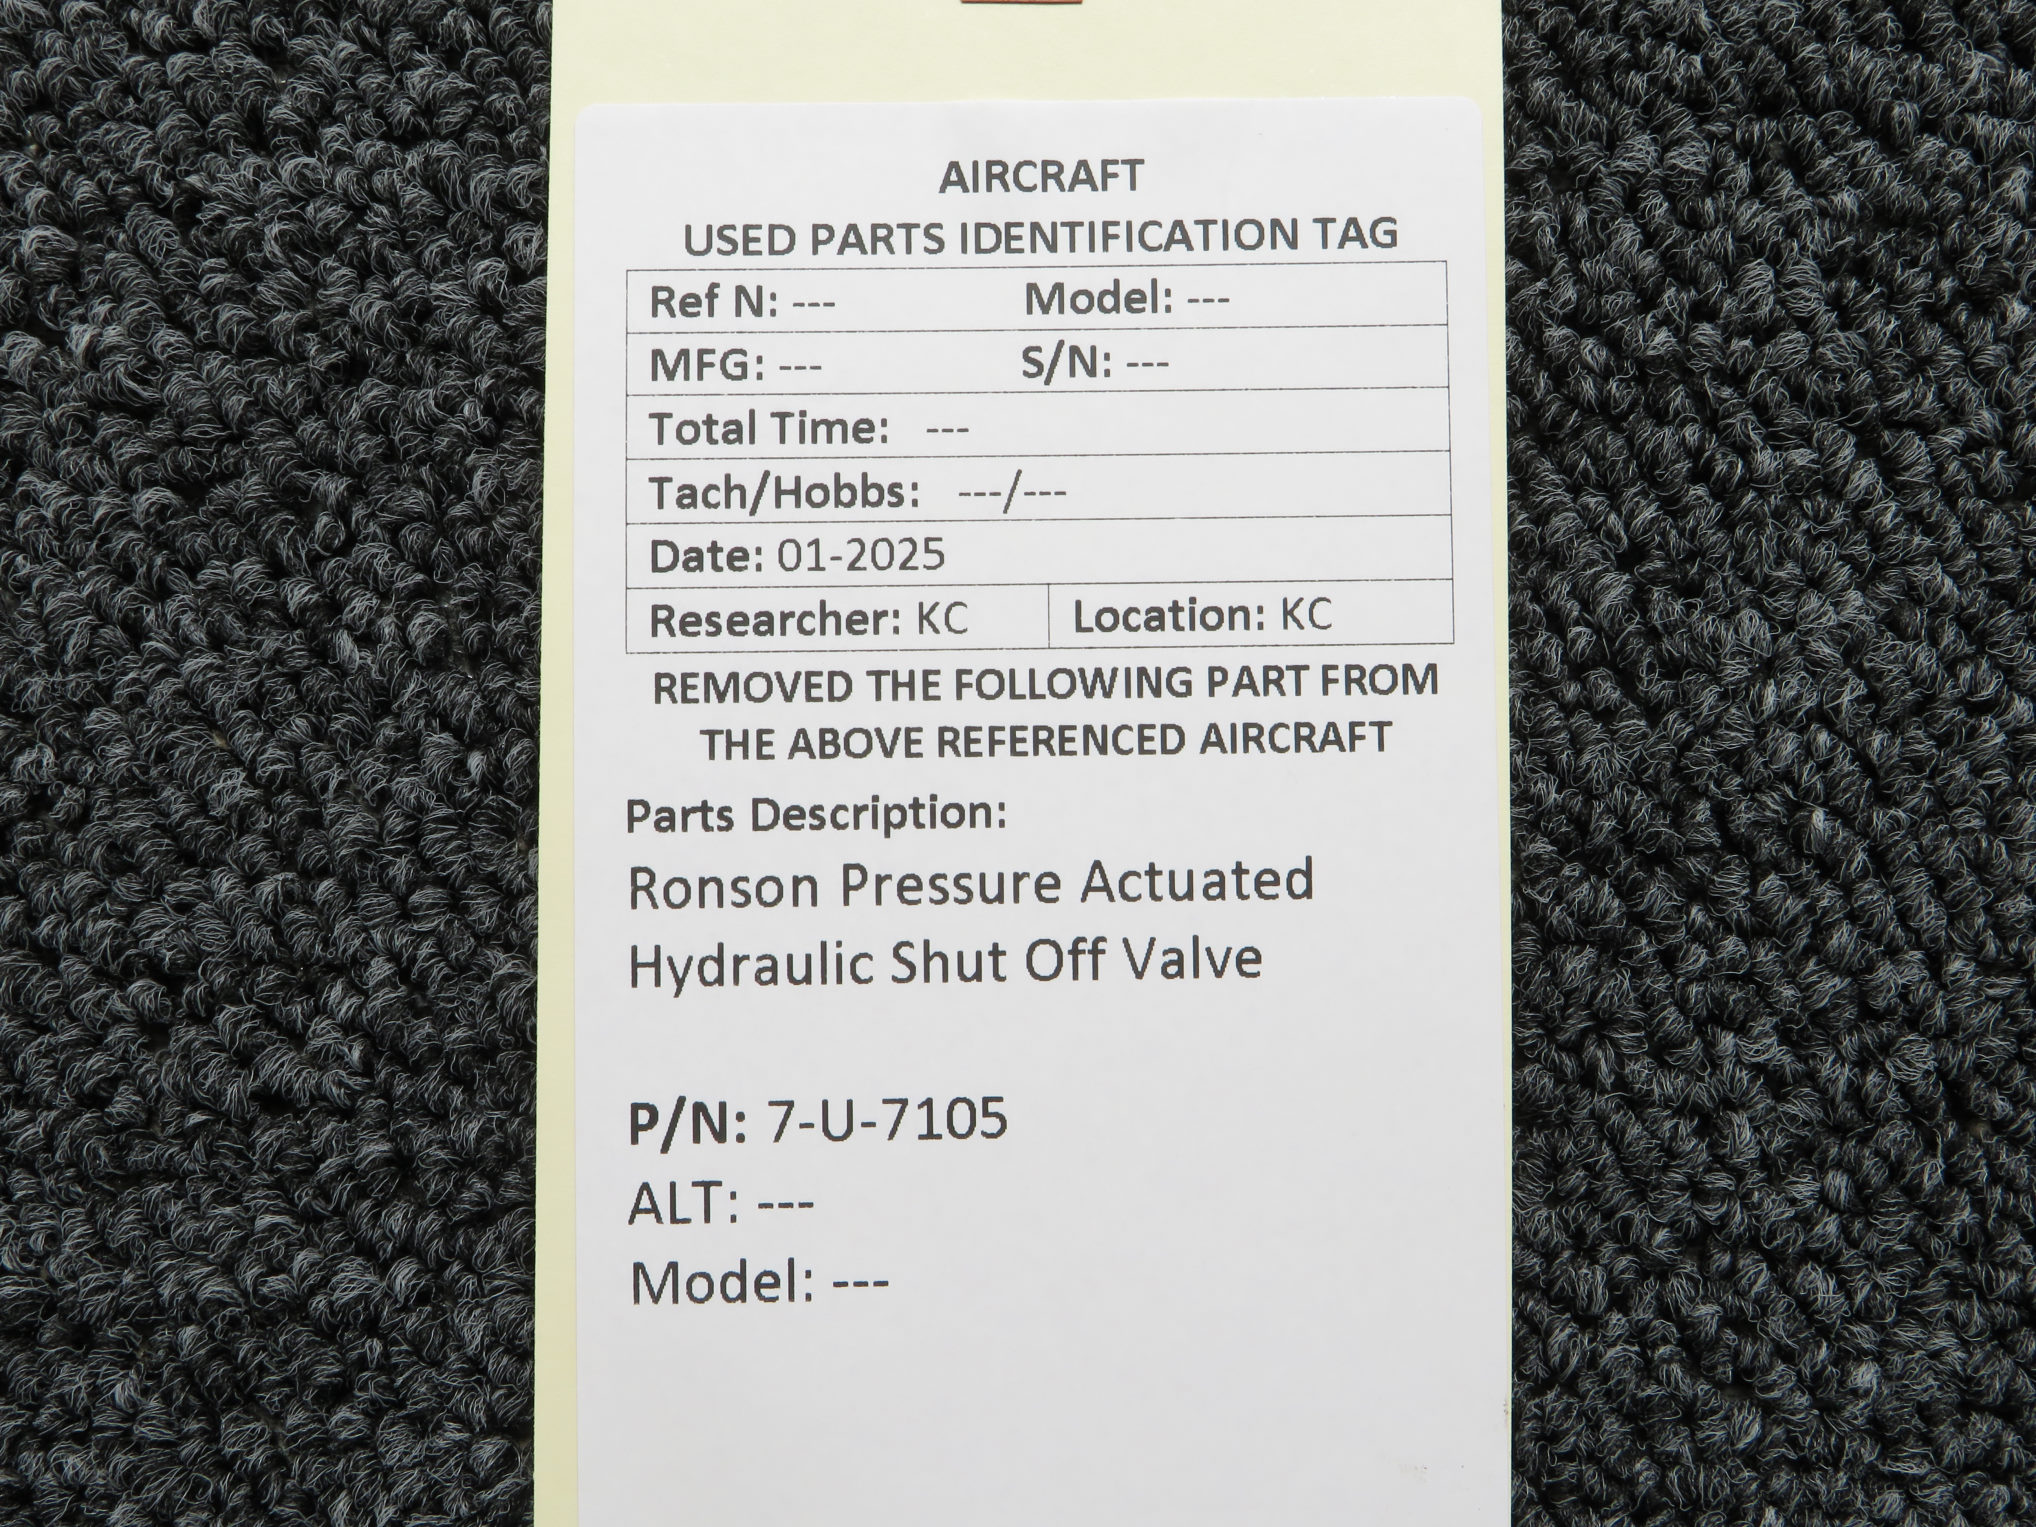 AIRCRAFT
USED PARTS IDENTIFICATION TAG
Ref N: --- Model: ---
MFG: --- S/N: ---
Total Time: ---
Tach/Hobbs: ---/---
Date: 01-2025
Researcher: KC Location: KC
REMOVED THE FOLLOWING PART FROM
THE ABOVE REFERENCED AIRCRAFT
Parts Description:
Ronson Pressure Actuated
Hydraulic Shut Off Valve
P/N: 7-U-7105
ALT: ---
Model: ---